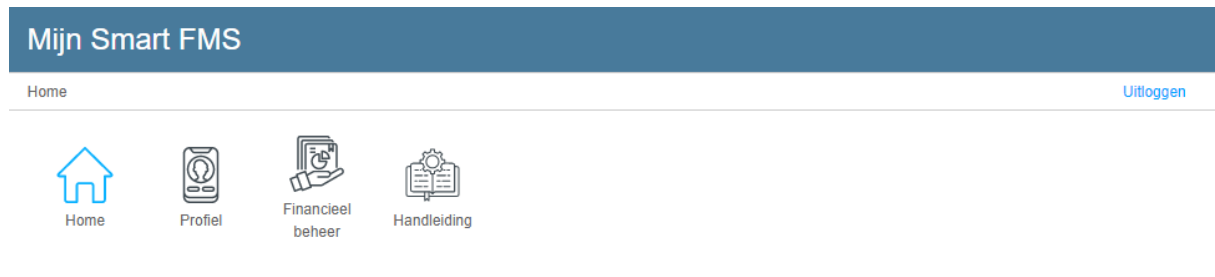 Mijn Smart FMS
Home
Uitloggen
Home
Profiel
Financieel
beheer
Handleiding